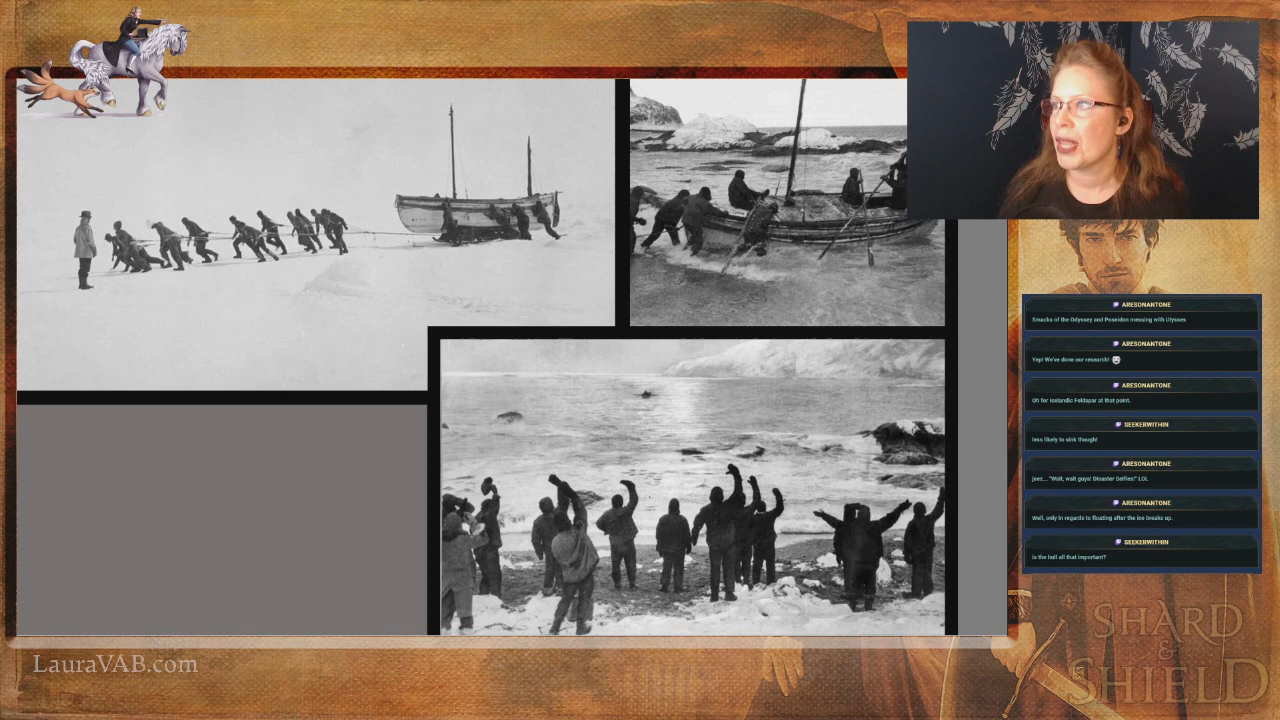 ARESONANTONE
Smacks of the Odyssey and Poseidon messing with Ulysses
ARESONANTONE
Yep! We've done our research!
ARESONANTONE
Oh for Icelandic Feldspar at that point.
SEEKERWITHIN
less likely to sink though!
ARESONANTONE
jeez... "Wait, wait guys! Disaster Selfies!" LOL
ARESONANTONE
Well, only in regards to floating after the ice breaks up.
SEEKERWITHIN
is the hull all that important?
LauraVAB.com
SHARD
&
SHIELD